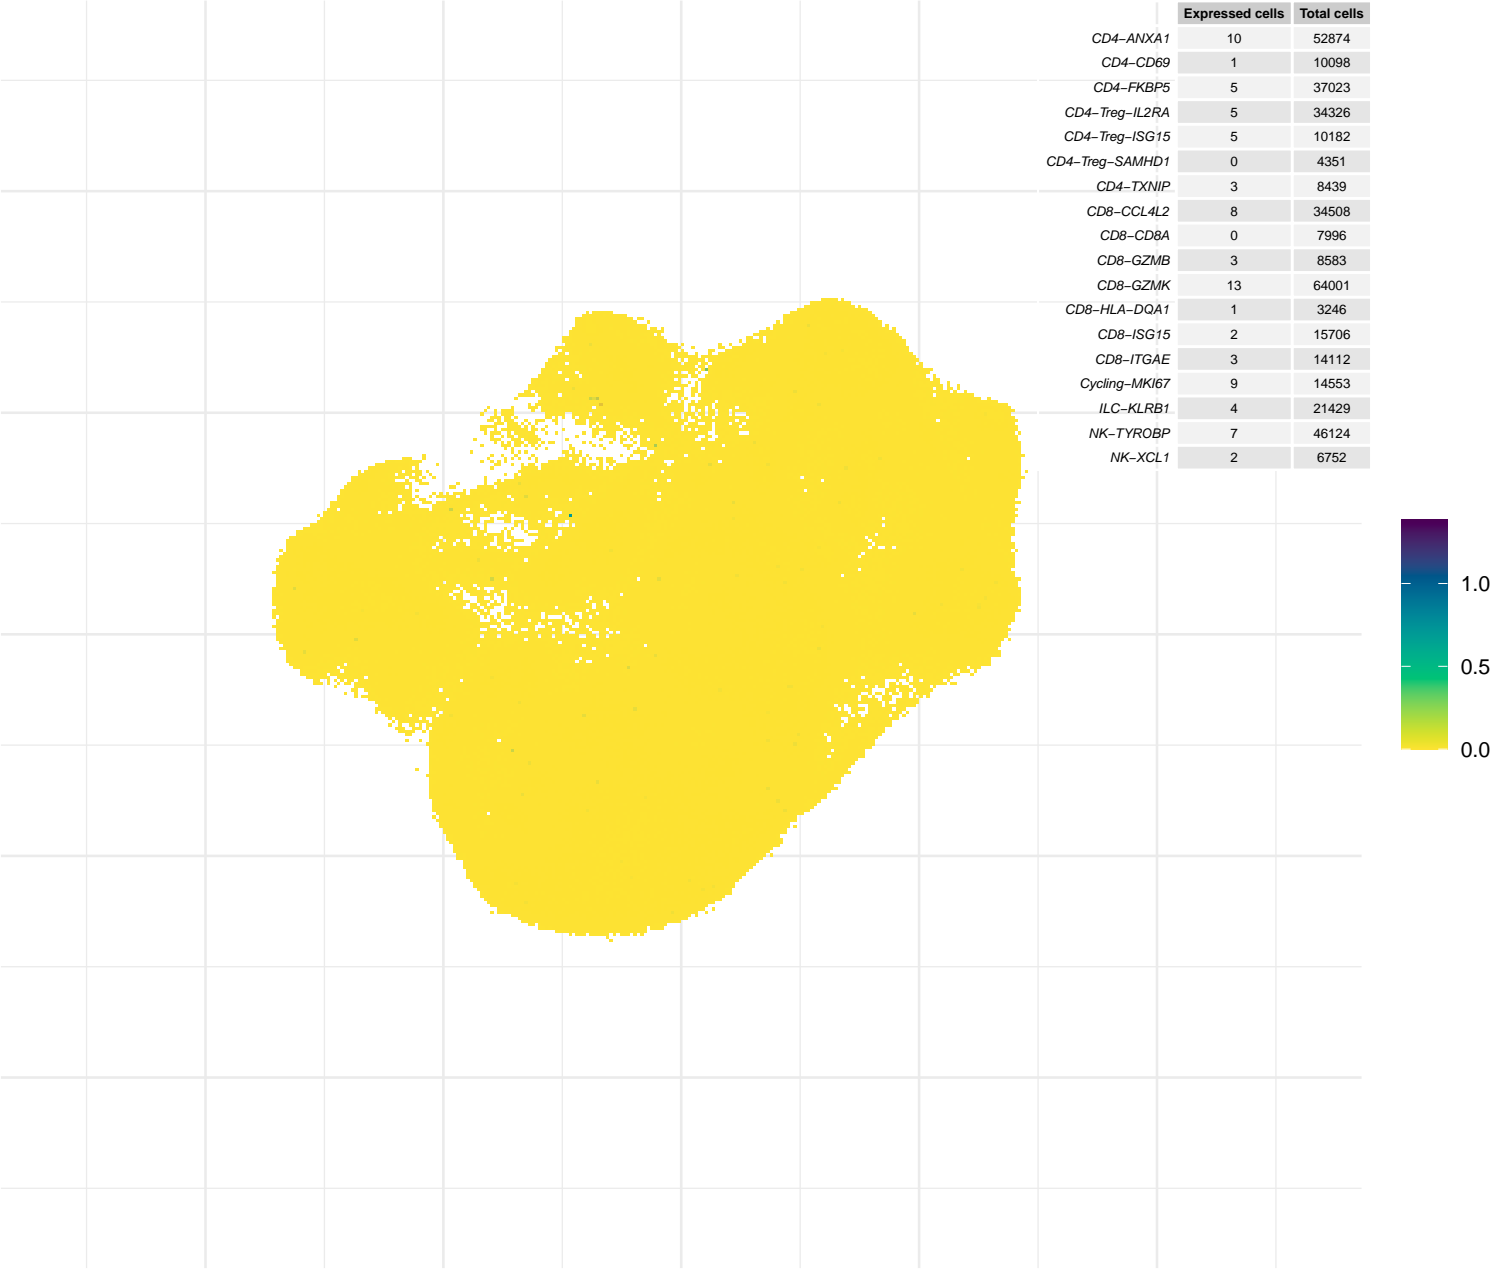 Expressed cells Total cells
CD4−ANXA1 10 52874
CD4−CD69 1 10098
CD4−FKBP5 5 37023
CD4−Treg−IL2RA 5 34326
CD4−Treg−ISG15 5 10182
CD4−Treg−SAMHD1 0 4351
CD4−TXNIP 3 8439
CD8−CCL4L2 8 34508
CD8−CD8A 0 7996
CD8−GZMB 3 8583
CD8−GZMK 13 64001
CD8−HLA−DQA1 1 3246
CD8−ISG15 2 15706
CD8−ITGAE 3 14112
Cycling−MKI67 9 14553
ILC−KLRB1 4 21429
NK−TYROBP 7 46124
NK−XCL1 2 6752
1.0
0.5
0.0